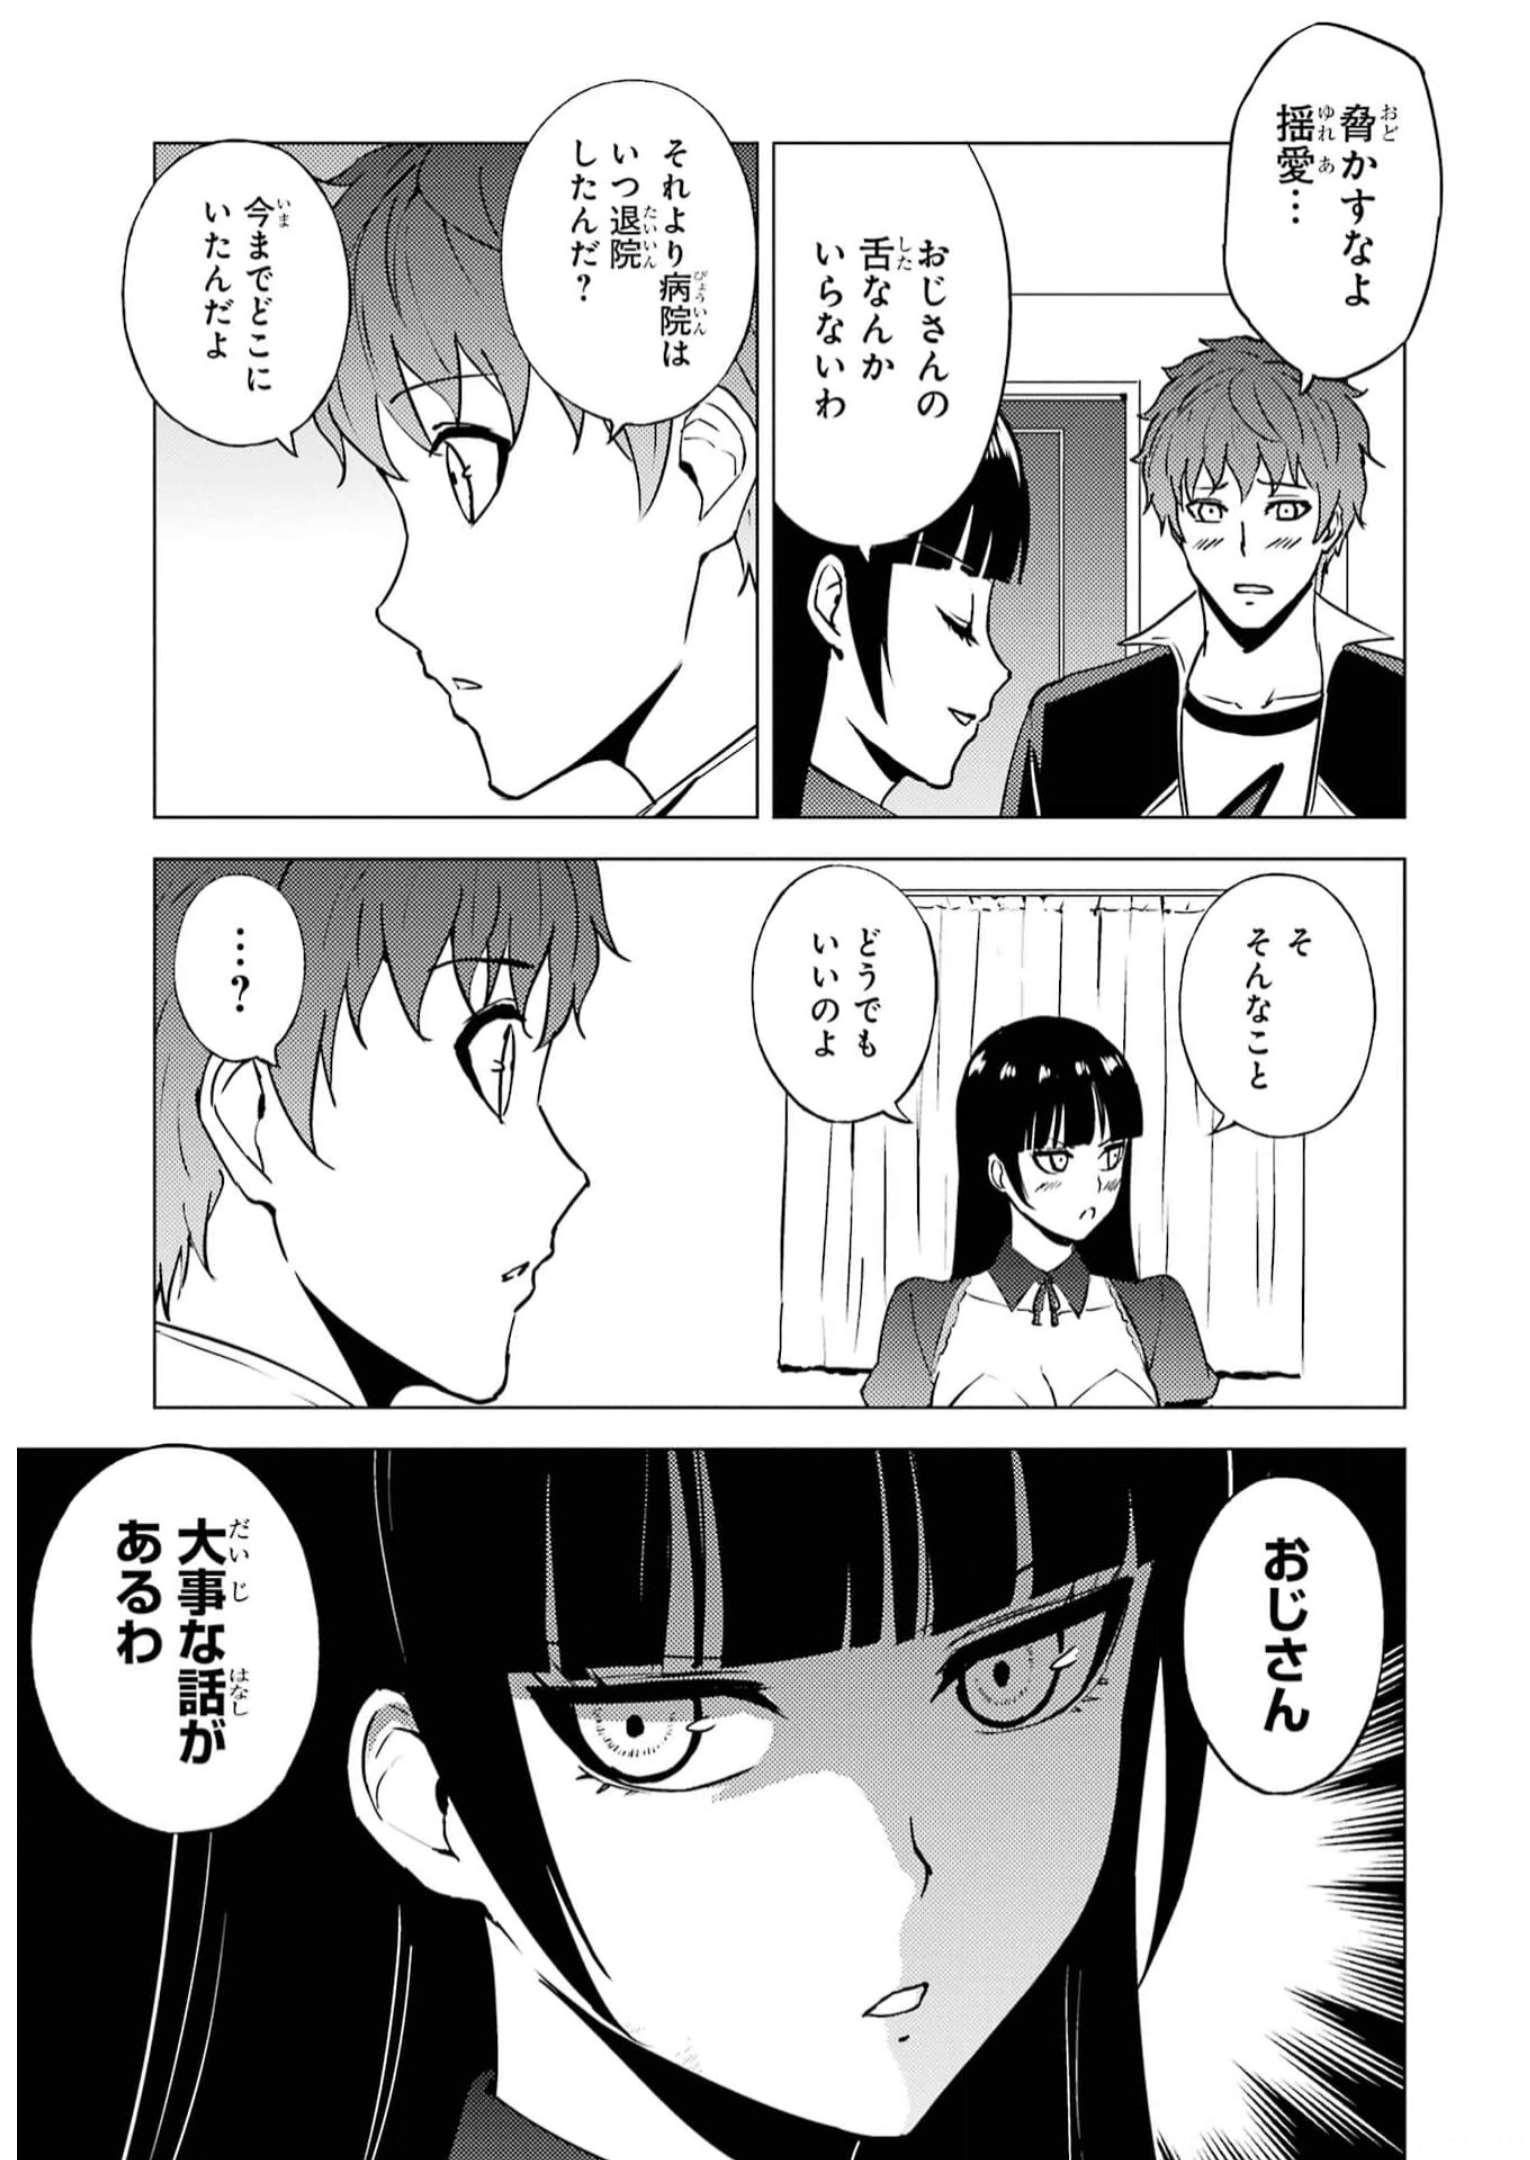 脅かすなよ
揺愛…
おじさんの
舌なんか
いらないわ
それより病院は
いつ退院
したんだ?
今までどこに
いたんだよ
そ
そんなこと
どうでも
いいのよ
…?
おじさん
大事な話が
あるわ